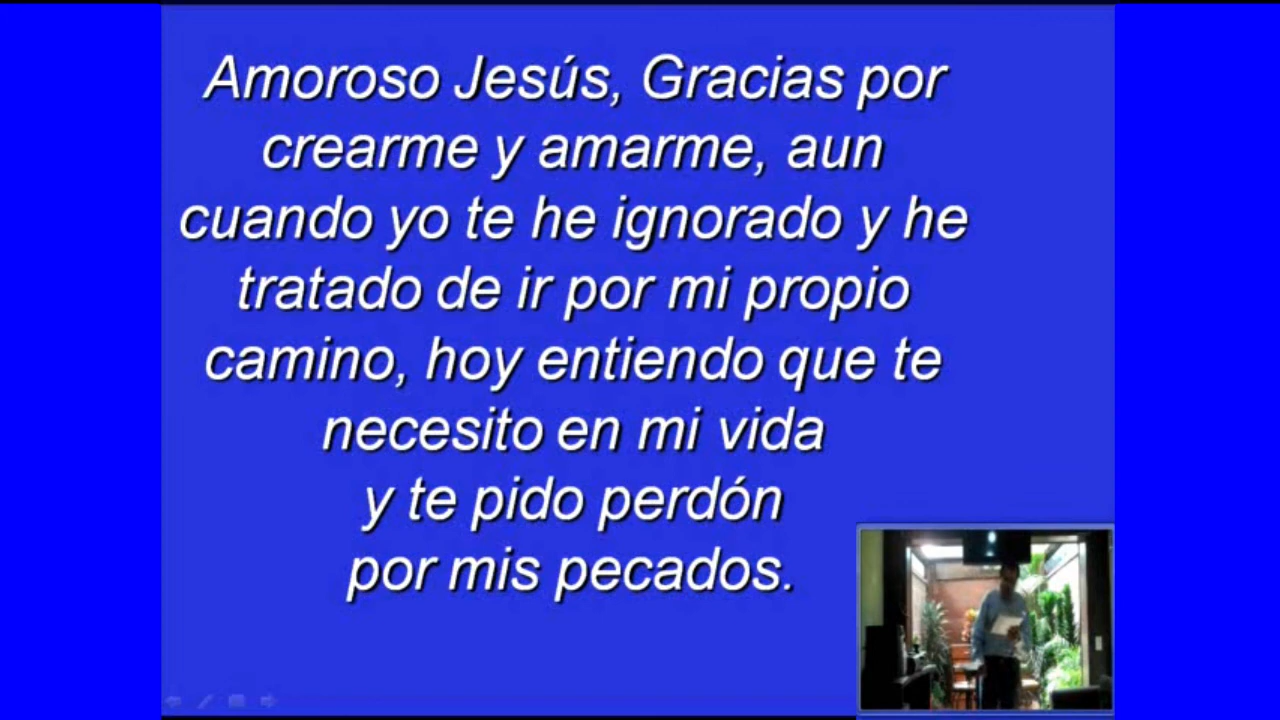 Amoroso Jesús, Gracias por
crearme y amarme, aun
cuando yo te he ignorado y he
tratado de ir por mi propio
camino, hoy entiendo que te
necesito en mi vida
y te pido perdón
por mis pecados.